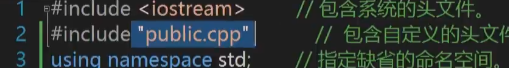 1 #include <iostream> // 包含系统的头文件。
2 #include "public.cpp" // 包含自定义的头文
3 using namespace std; // 指定缺省的命名空间。